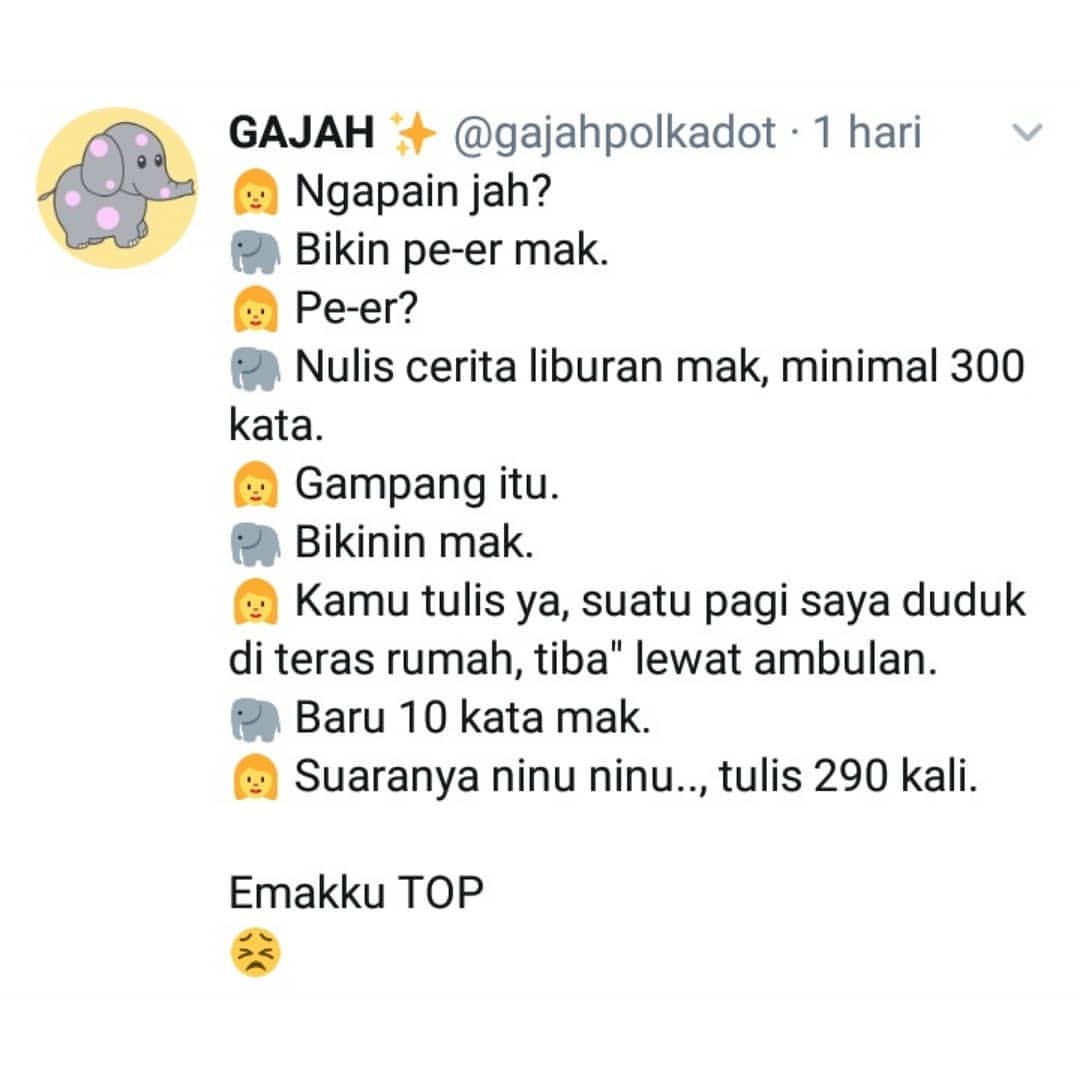 GAJAH ✨ @gajahpolkadot · 1 hari
👩 Ngapain jah?
🐘 Bikin pe-er mak.
👩 Pe-er?
🐘 Nulis cerita liburan mak, minimal 300
kata.
👩 Gampang itu.
🐘 Bikinin mak.
👩 Kamu tulis ya, suatu pagi saya duduk
di teras rumah, tiba" lewat ambulan.
🐘 Baru 10 kata mak.
👩 Suaranya ninu ninu.., tulis 290 kali.
Emakku TOP
😣